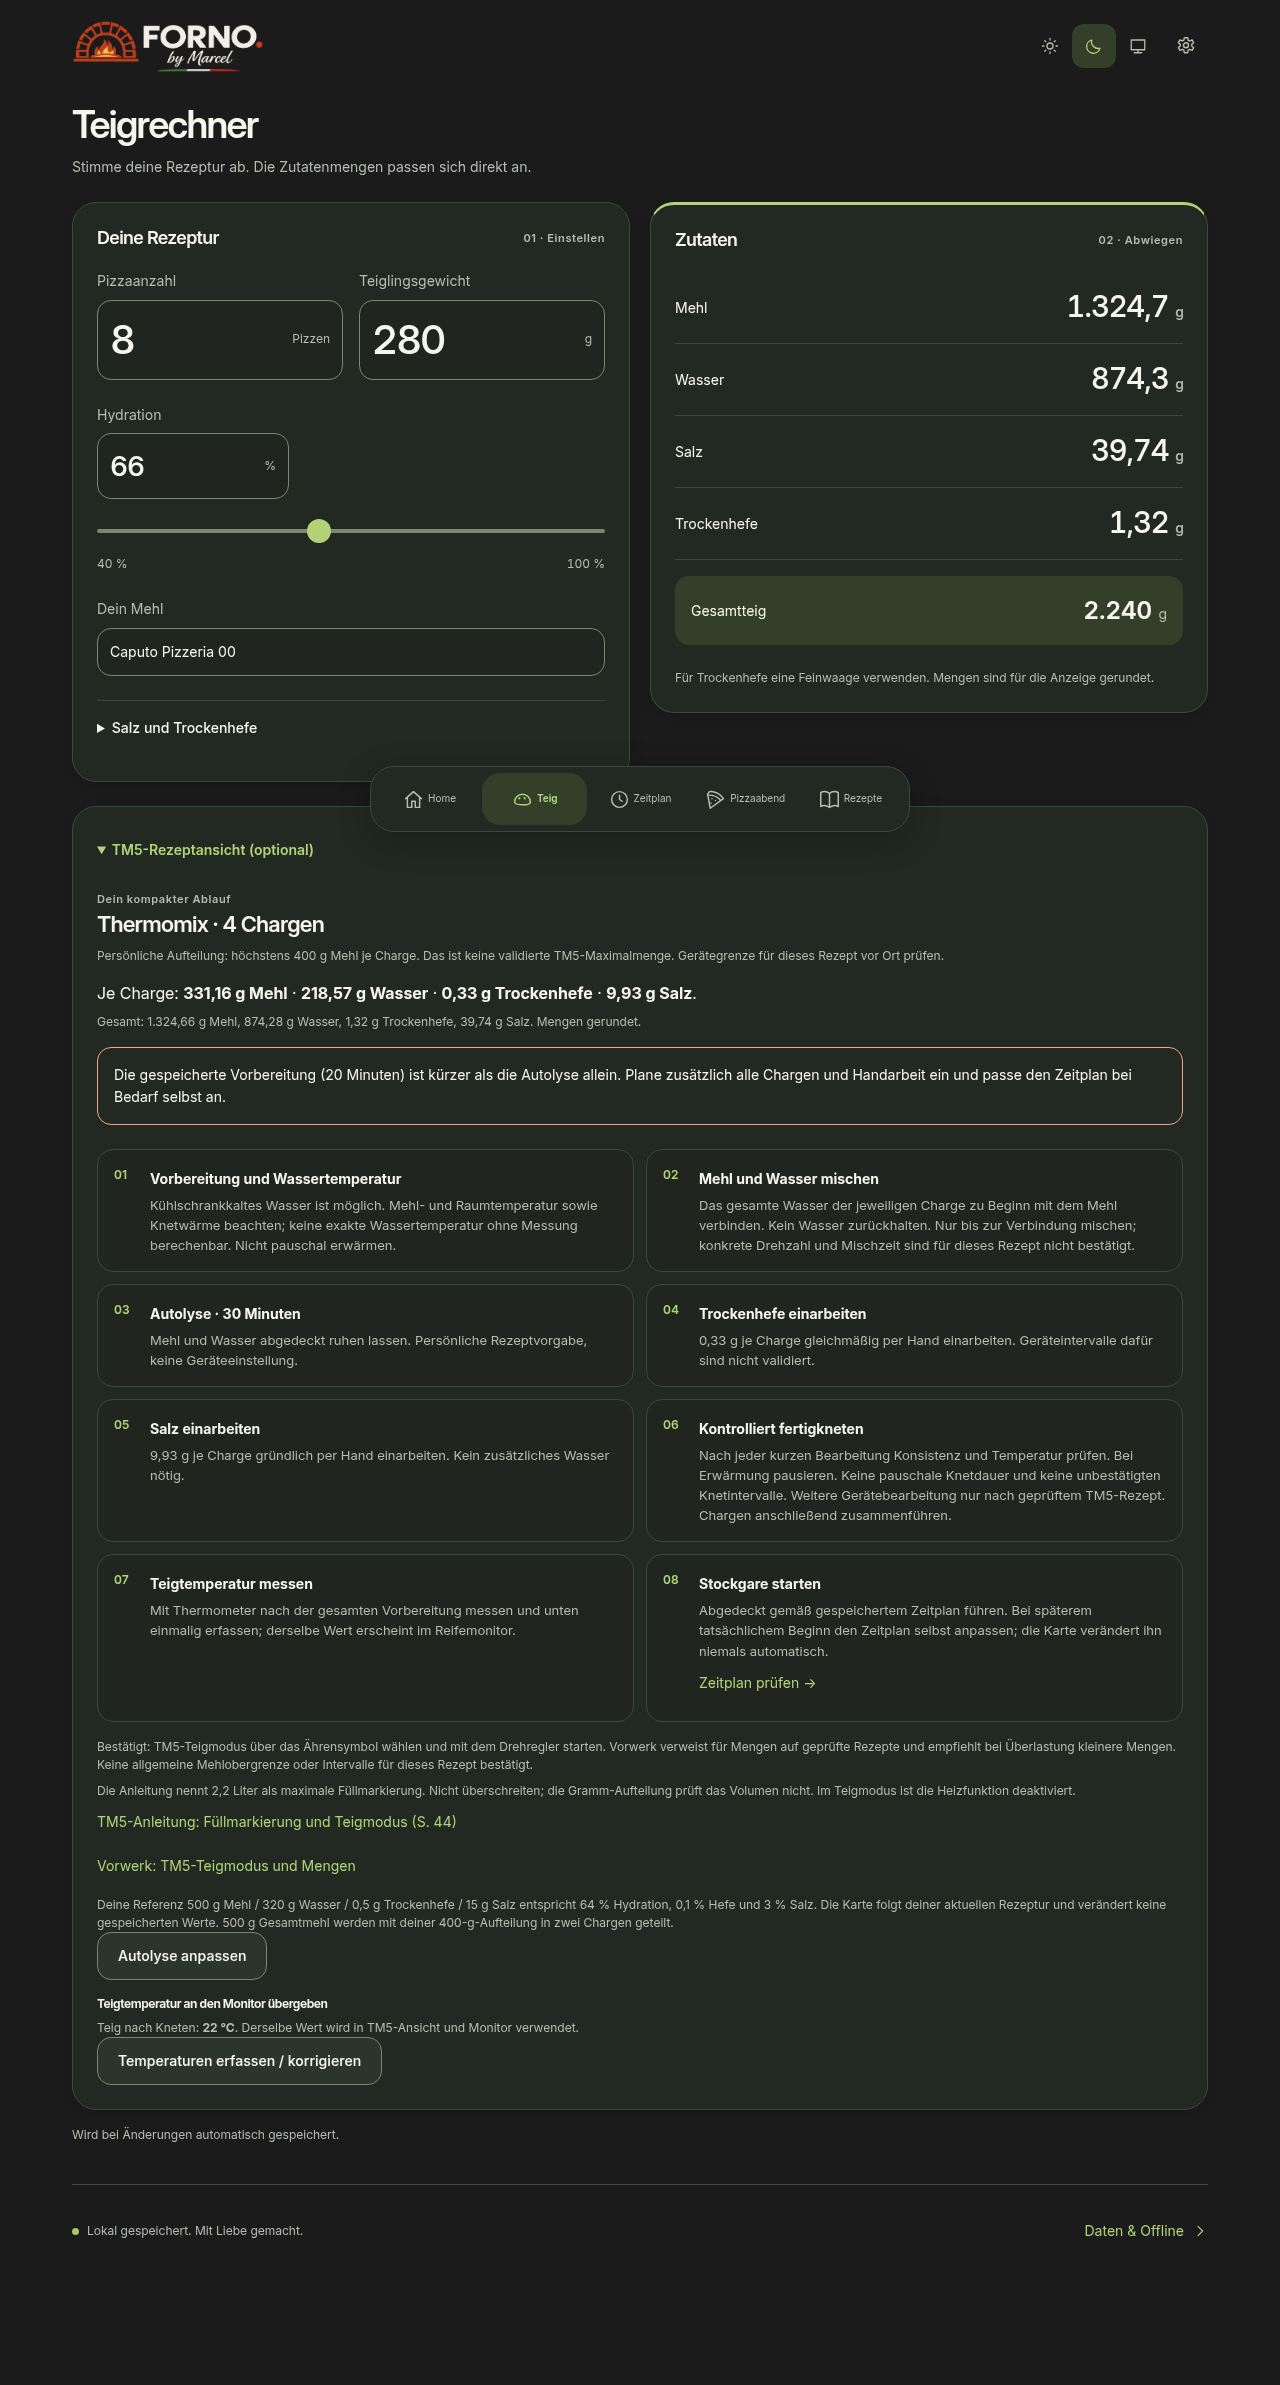 FORNO.
by Marcel
Teigrechner
Stimme deine Rezeptur ab. Die Zutatenmengen passen sich direkt an.
Deine Rezeptur
01 · Einstellen
Pizzaanzahl
Teiglingsgewicht
8 Pizzen
280 g
Hydration
66 %
40 %
100 %
Dein Mehl
Caputo Pizzeria 00
Salz und Trockenhefe
Zutaten
02 · Abwiegen
Mehl 1.324,7 g
Wasser 874,3 g
Salz 39,74 g
Trockenhefe 1,32 g
Gesamtteig 2.240 g
Für Trockenhefe eine Feinwaage verwenden. Mengen sind für die Anzeige gerundet.
Home
Teig
Zeitplan
Pizzaabend
Rezepte
TM5-Rezeptansicht (optional)
Dein kompakter Ablauf
Thermomix · 4 Chargen
Persönliche Aufteilung: höchstens 400 g Mehl je Charge. Das ist keine validierte TM5-Maximalmenge. Gerätegrenze für dieses Rezept vor Ort prüfen.
Je Charge: 331,16 g Mehl · 218,57 g Wasser · 0,33 g Trockenhefe · 9,93 g Salz.
Gesamt: 1.324,66 g Mehl, 874,28 g Wasser, 1,32 g Trockenhefe, 39,74 g Salz. Mengen gerundet.
Die gespeicherte Vorbereitung (20 Minuten) ist kürzer als die Autolyse allein. Plane zusätzlich alle Chargen und Handarbeit ein und passe den Zeitplan bei
Bedarf selbst an.
01 Vorbereitung und Wassertemperatur
Kühlschrankkaltes Wasser ist möglich. Mehl- und Raumtemperatur sowie
Knetwärme beachten; keine exakte Wassertemperatur ohne Messung
berechenbar. Nicht pauschal erwärmen.
02 Mehl und Wasser mischen
Das gesamte Wasser der jeweiligen Charge zu Beginn mit dem Mehl
verbinden. Kein Wasser zurückhalten. Nur bis zur Verbindung mischen;
konkrete Drehzahl und Mischzeit sind für dieses Rezept nicht bestätigt.
03 Autolyse · 30 Minuten
Mehl und Wasser abgedeckt ruhen lassen. Persönliche Rezeptvorgabe,
keine Geräteeinstellung.
04 Trockenhefe einarbeiten
0,33 g je Charge gleichmäßig per Hand einarbeiten. Geräteintervalle dafür
sind nicht validiert.
05 Salz einarbeiten
9,93 g je Charge gründlich per Hand einarbeiten. Kein zusätzliches Wasser
nötig.
06 Kontrolliert fertigkneten
Nach jeder kurzen Bearbeitung Konsistenz und Temperatur prüfen. Bei
Erwärmung pausieren. Keine pauschale Knetdauer und keine unbestätigten
Knetintervalle. Weitere Gerätebearbeitung nur nach geprüftem TM5-Rezept.
Chargen anschließend zusammenführen.
07 Teigtemperatur messen
Mit Thermometer nach der gesamten Vorbereitung messen und unten
einmalig erfassen; derselbe Wert erscheint im Reifemonitor.
08 Stockgare starten
Abgedeckt gemäß gespeichertem Zeitplan führen. Bei späterem
tatsächlichem Beginn den Zeitplan selbst anpassen; die Karte verändert ihn
niemals automatisch.
Zeitplan prüfen →
Bestätigt: TM5-Teigmodus über das Ährensymbol wählen und mit dem Drehregler starten. Vorwerk verweist für Mengen auf geprüfte Rezepte und empfiehlt bei Überlastung kleinere Mengen.
Keine allgemeine Mehlobergrenze oder Intervalle für dieses Rezept bestätigt.
Die Anleitung nennt 2,2 Liter als maximale Füllmarkierung. Nicht überschreiten; die Gramm-Aufteilung prüft das Volumen nicht. Im Teigmodus ist die Heizfunktion deaktiviert.
TM5-Anleitung: Füllmarkierung und Teigmodus (S. 44)
Vorwerk: TM5-Teigmodus und Mengen
Deine Referenz 500 g Mehl / 320 g Wasser / 0,5 g Trockenhefe / 15 g Salz entspricht 64 % Hydration, 0,1 % Hefe und 3 % Salz. Die Karte folgt deiner aktuellen Rezeptur und verändert keine
gespeicherten Werte. 500 g Gesamtmehl werden mit deiner 400-g-Aufteilung in zwei Chargen geteilt.
Autolyse anpassen
Teigtemperatur an den Monitor übergeben
Teig nach Kneten: 22 °C. Derselbe Wert wird in TM5-Ansicht und Monitor verwendet.
Temperaturen erfassen / korrigieren
Wird bei Änderungen automatisch gespeichert.
Lokal gespeichert. Mit Liebe gemacht.
Daten & Offline